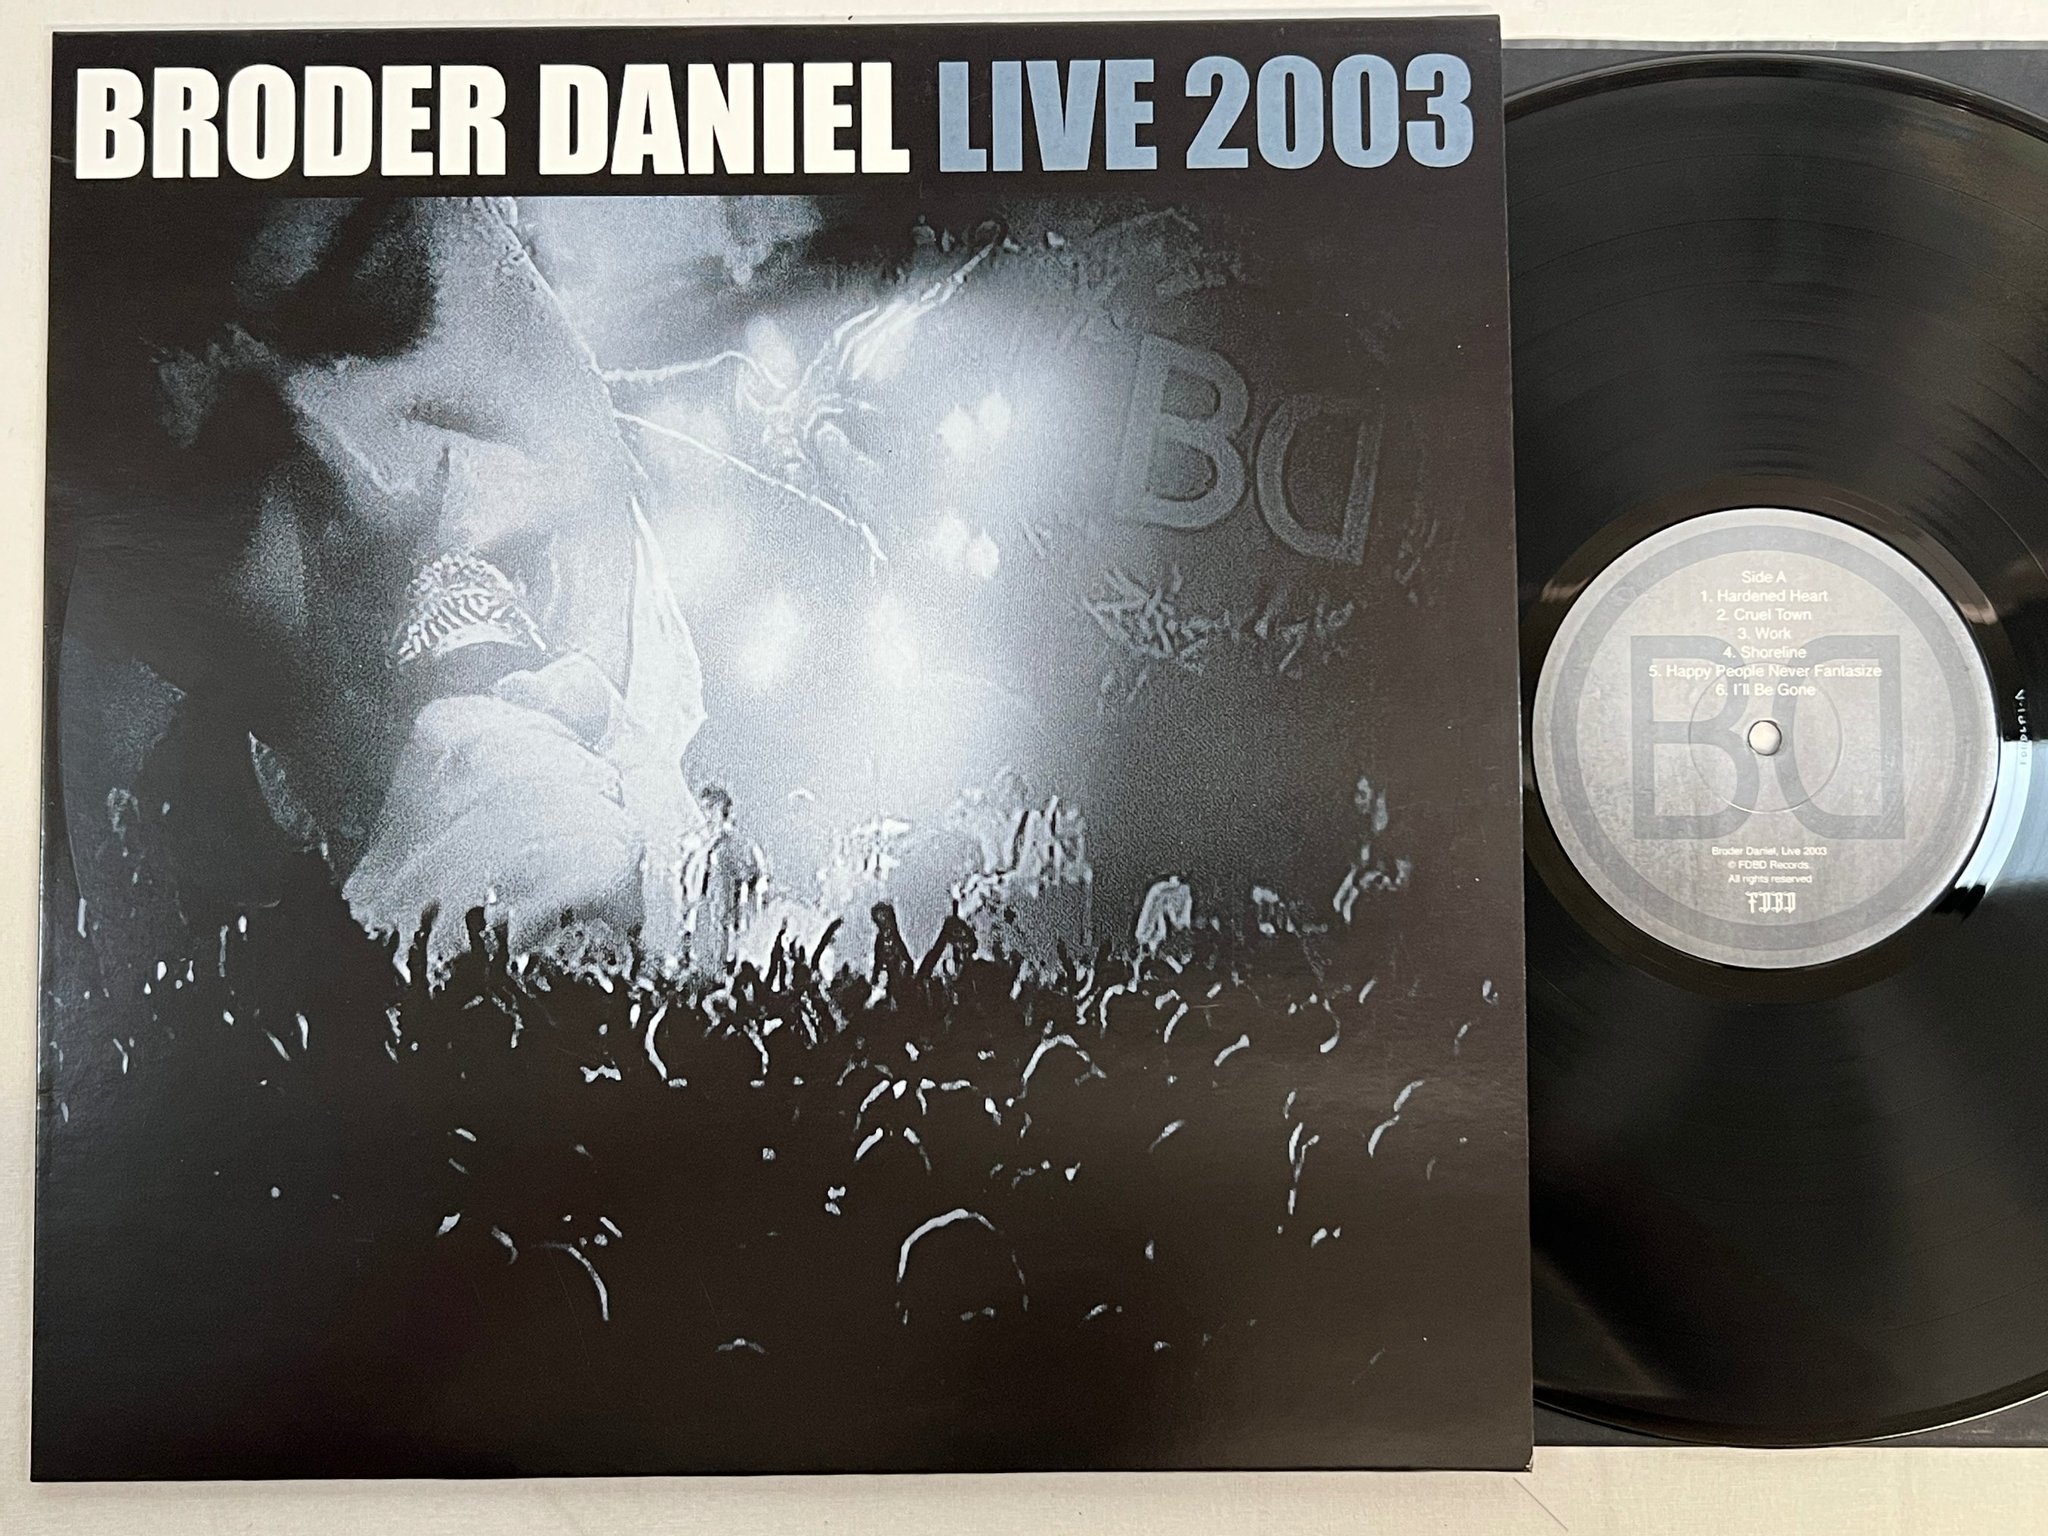 BRODER DANIEL LIVE 2003
BD
Side A
1. Hardened Heart
2. Cruel Town
3. Work
4. Shoreline
5. Happy People Never Fantasize
6. I´ll Be Gone
BD
Broder Daniel, Live 2003
© FDBD Records
All rights reserved
FDBD